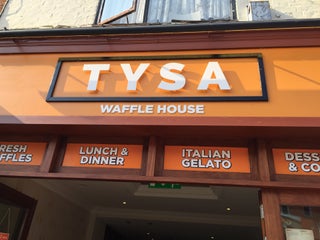 TYSA
WAFFLE HOUSE
LUNCH &
DINNER
ITALIAN
GELATO
&